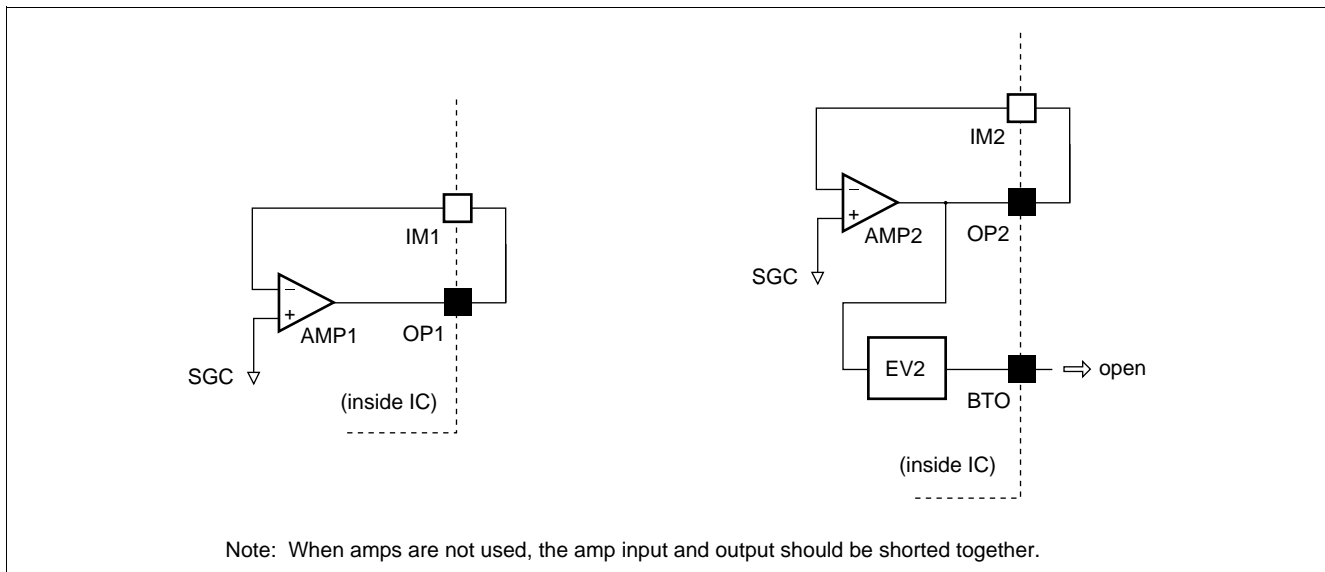 IM1
−
+
AMP1
OP1
SGC
(inside IC)
IM2
−
+
AMP2
OP2
SGC
EV2
open
BTO
(inside IC)
Note: When amps are not used, the amp input and output should be shorted together.